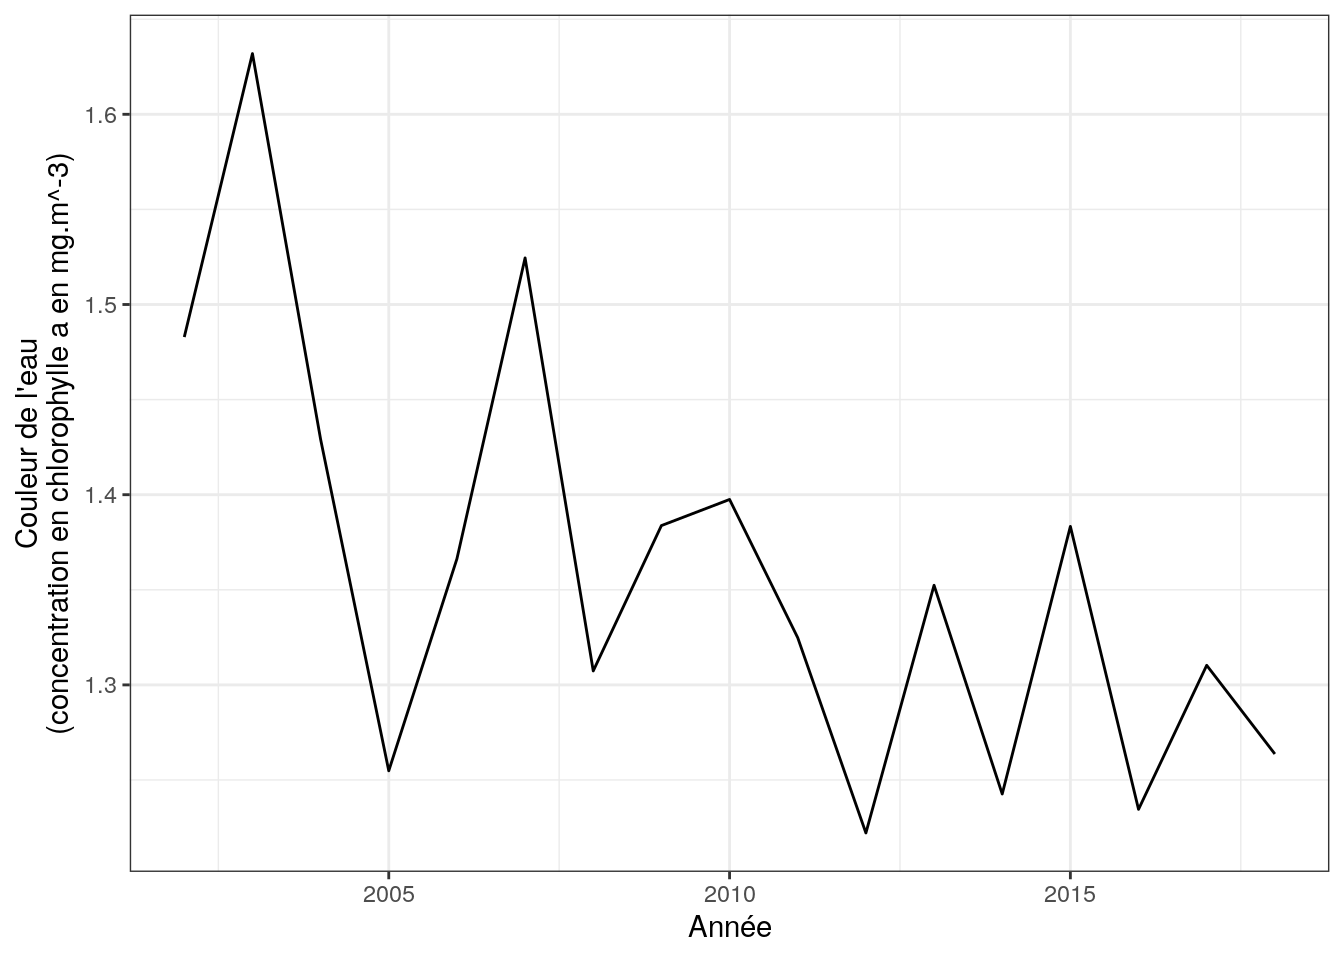 Couleur de l'eau
(concentration en chlorophylle a en mg.m^-3)
1.6
1.5
1.4
1.3
2005
2010
2015
Année